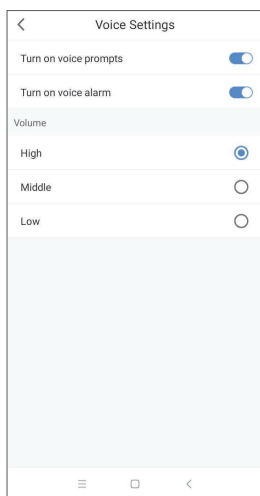 Voice Settings
Turn on voice prompts
Turn on voice alarm
Volume
High
Middle
Low